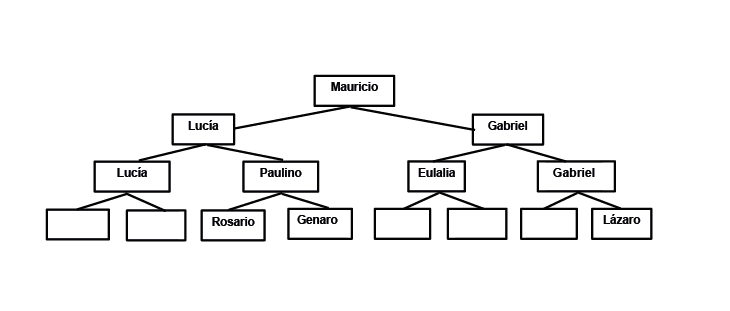 Mauricio
Lucía
Gabriel
Lucía
Paulino
Eulalia
Gabriel
Rosario
Genaro
Lázaro